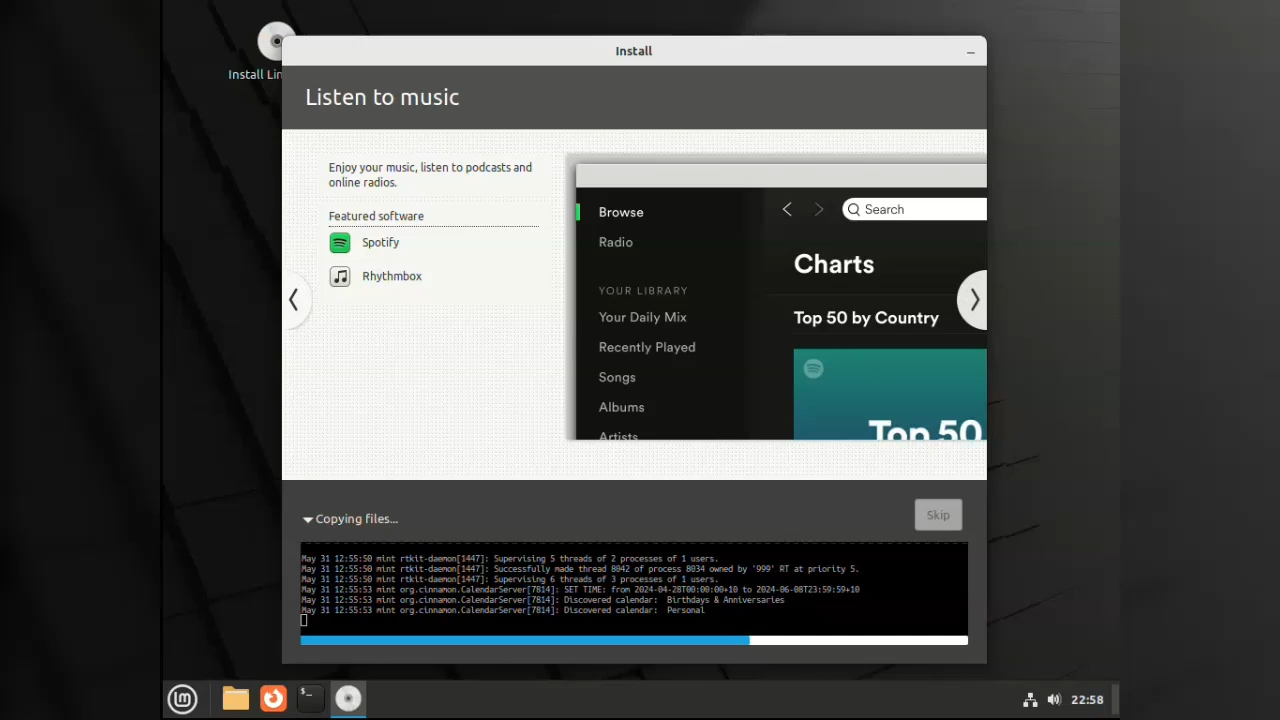 Install Lin
Install
Listen to music
Enjoy your music, listen to podcasts and
online radios.
Featured software
Spotify
Rhythmbox
Browse
Radio
YOUR LIBRARY
Your Daily Mix
Recently Played
Songs
Albums
Artists
Search
Charts
Top 50 by Country
Top 50
Copying files...
Skip
May 31 12:55:50 mint rtkit-daemon[1447]: Supervising 5 threads of 2 processes of 1 users.
May 31 12:55:50 mint rtkit-daemon[1447]: Successfully made thread 8042 of process 8034 owned by '999' RT at priority 5.
May 31 12:55:50 mint rtkit-daemon[1447]: Supervising 6 threads of 3 processes of 1 users.
May 31 12:55:53 mint org.cinnamon.CalendarServer[7814]: SET TIME: from 2024-04-28T00:00:00+10 to 2024-06-08T23:59:59+10
May 31 12:55:53 mint org.cinnamon.CalendarServer[7814]: Discovered calendar:  Birthdays & Anniversaries
May 31 12:55:53 mint org.cinnamon.CalendarServer[7814]: Discovered calendar:  Personal
$_
22:58